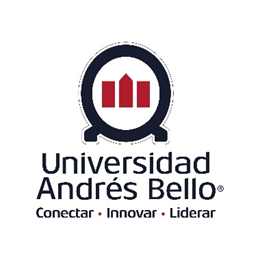 Universidad
Andrés Bello®
Conectar • Innovar • Liderar